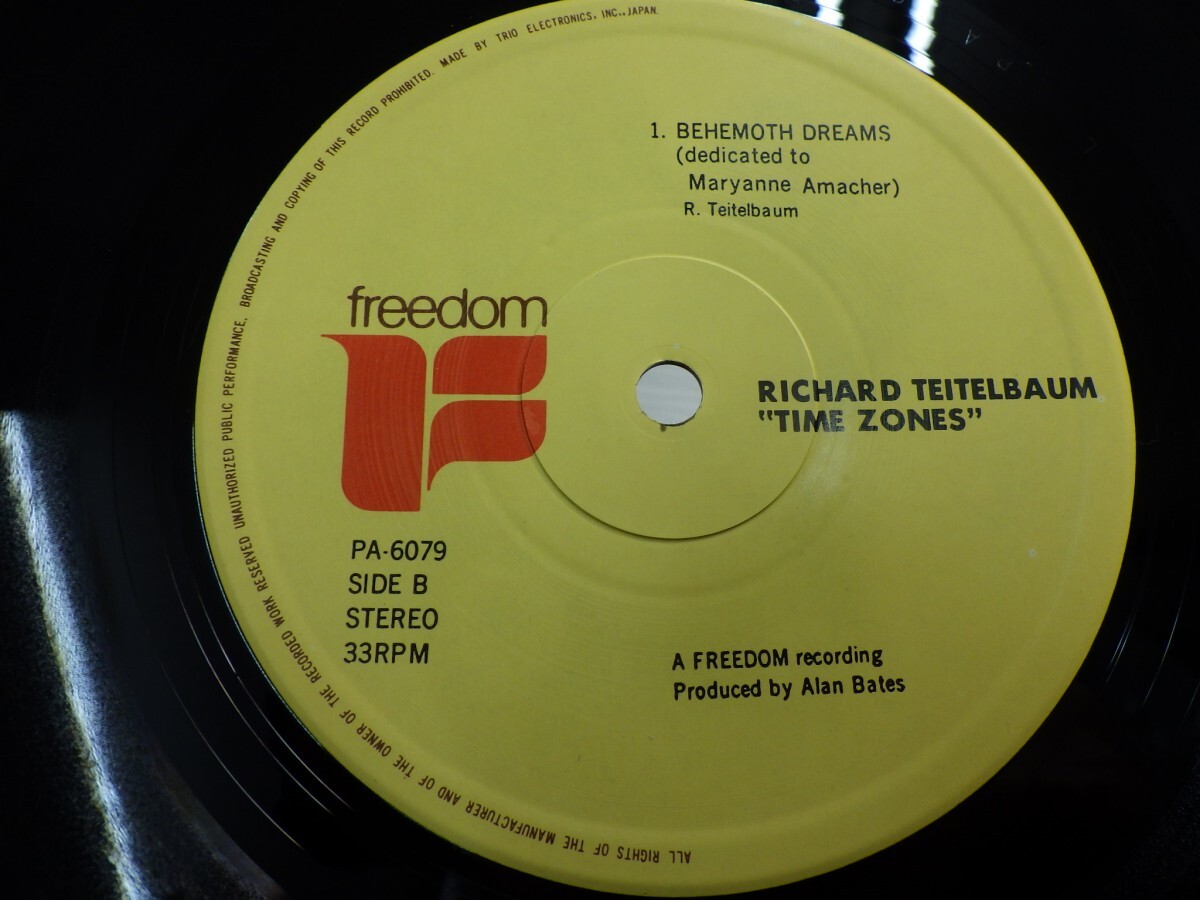 1. BEHEMOTH DREAMS
(dedicated to
Maryanne Amacher)
R. Teitelbaum
freedom
RICHARD TEITELBAUM
"TIME ZONES"
PA-6079
SIDE B
STEREO
33RPM
A FREEDOM recording
Produced by Alan Bates
ALL RIGHTS OF THE MANUFACTURER AND OF THE OWNER OF THE RECORDED WORK RESERVED UNAUTHORIZED PUBLIC PERFORMANCE, BROADCASTING AND COPYING OF THIS RECORD PROHIBITED. MADE BY TRIO ELECTRONICS, INC., JAPAN.